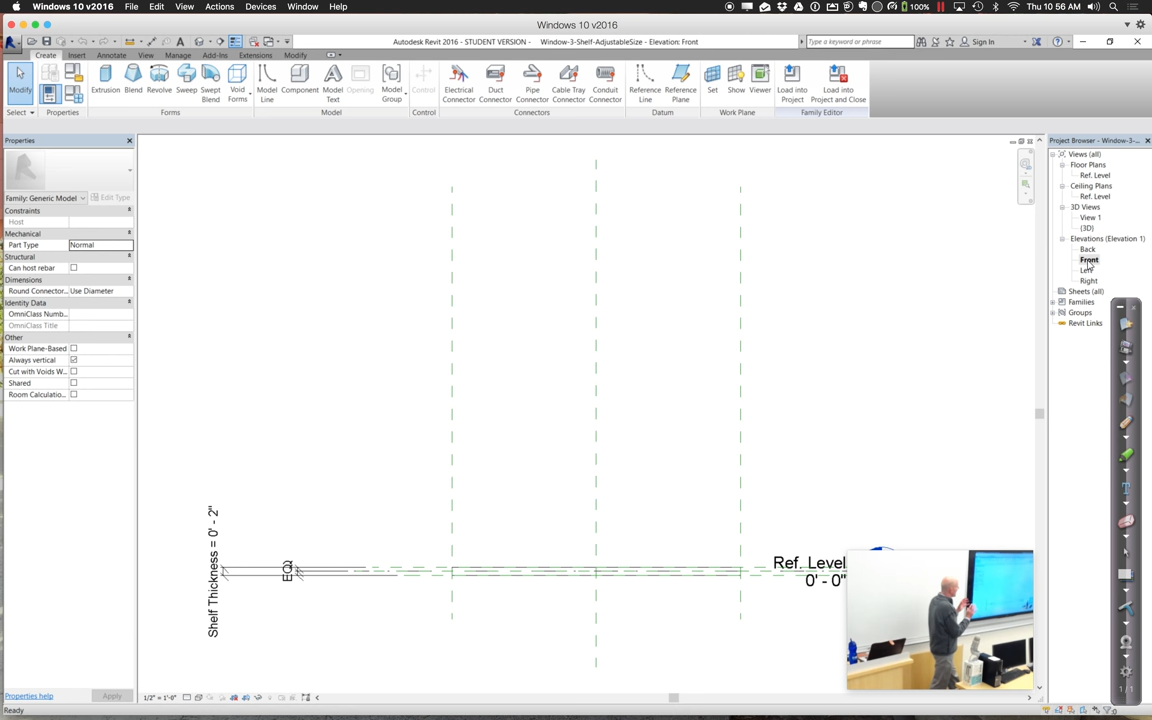 Windows 10 v2016 File Edit View Actions Devices Window Help
100% Thu 10:56 AM
Windows 10 v2016
Autodesk Revit 2016 - STUDENT VERSION - Window-3-Shelf-AdjustableSize - Elevation: Front
Type a keyword or phrase
Sign In
Create Insert Annotate View Manage Add-Ins Extensions Modify
Modify
Extrusion Blend Revolve Sweep Swept Blend Void Forms
Model Line Component Model Text Opening Model Group
Control
Electrical Connector Duct Connector Pipe Connector Cable Tray Connector Conduit Connector
Reference Line Reference Plane
Set Show Viewer
Load into Project Load into Project and Close
Select Properties Forms Model Control Connectors Datum Work Plane Family Editor
Properties
Family: Generic Model Edit Type
Constraints
Host
Mechanical
Part Type Normal
Structural
Can host rebar
Dimensions
Round Connector... Use Diameter
Identity Data
OmniClass Numb...
OmniClass Title
Other
Work Plane-Based
Always vertical
Cut with Voids W...
Shared
Room Calculatio...
Properties help Apply
Ready
Shelf Thickness = 0' - 2"
EQ
Ref. Level
0' - 0"
1/2" = 1'-0"
Project Browser - Window-3-...
Views (all)
Floor Plans
Ref. Level
Ceiling Plans
Ref. Level
3D Views
View 1
{3D}
Elevations (Elevation 1)
Back
Front
Left
Right
Sheets (all)
Families
Groups
Revit Links
T
1/1
:0